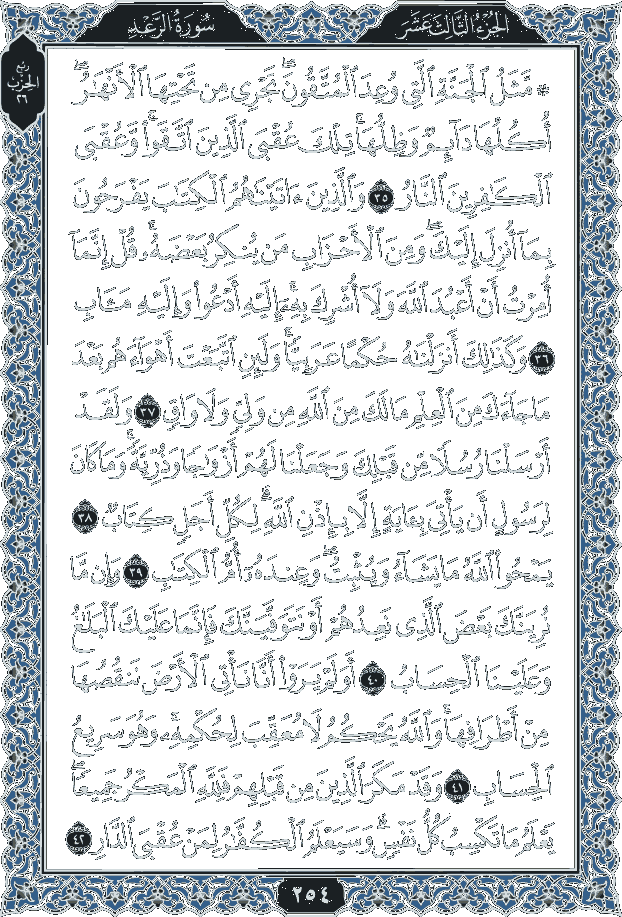 الجزء الثالث عشر
سورة الرعد
ربع
الحزب
٢٦
۞ مَّثَلُ ٱلۡجَنَّةِ ٱلَّتِي وُعِدَ ٱلۡمُتَّقُونَۖ تَجۡرِي مِن تَحۡتِهَا ٱلۡأَنۡهَٰرُۖ
أُكُلُهَا دَآئِمٞ وَظِلُّهَاۚ تِلۡكَ عُقۡبَى ٱلَّذِينَ ٱتَّقَواْۚ وَّعُقۡبَى
ٱلۡكَٰفِرِينَ ٱلنَّارُ ٣٥ وَٱلَّذِينَ ءَاتَيۡنَٰهُمُ ٱلۡكِتَٰبَ يَفۡرَحُونَ
بِمَآ أُنزِلَ إِلَيۡكَۖ وَمِنَ ٱلۡأَحۡزَابِ مَن يُنكِرُ بَعۡضَهُۥۚ قُلۡ إِنَّمَآ
أُمِرۡتُ أَنۡ أَعۡبُدَ ٱللَّهَ وَلَآ أُشۡرِكَ بِهِۦٓۚ إِلَيۡهِ أَدۡعُواْ وَإِلَيۡهِ مَـَٔابِ
٣٦ وَكَذَٰلِكَ أَنزَلۡنَٰهُ حُكۡمًا عَرَبِيّٗاۚ وَلَئِنِ ٱتَّبَعۡتَ أَهۡوَآءَهُم بَعۡدَ
مَا جَآءَكَ مِنَ ٱلۡعِلۡمِ مَا لَكَ مِنَ ٱللَّهِ مِن وَلِيّٖ وَلَا وَاقٖ ٣٧ وَلَقَدۡ
أَرۡسَلۡنَا رُسُلٗا مِّن قَبۡلِكَ وَجَعَلۡنَا لَهُمۡ أَزۡوَٰجٗا وَذُرِّيَّةٗۚ وَمَا كَانَ
لِرَسُولٍ أَن يَأۡتِيَ بِـَٔايَةٍ إِلَّا بِإِذۡنِ ٱللَّهِۗ لِكُلِّ أَجَلٖ كِتَابٞ ٣٨
يَمۡحُواْ ٱللَّهُ مَا يَشَآءُ وَيُثۡبِتُۖ وَعِندَهُۥٓ أُمُّ ٱلۡكِتَٰبِ ٣٩ وَإِن مَّا
نُرِيَنَّكَ بَعۡضَ ٱلَّذِي نَعِدُهُمۡ أَوۡ نَتَوَفَّيَنَّكَ فَإِنَّمَا عَلَيۡكَ ٱلۡبَلَٰغُ
وَعَلَيۡنَا ٱلۡحِسَابُ ٤٠ أَوَلَمۡ يَرَوۡاْ أَنَّا نَأۡتِي ٱلۡأَرۡضَ نَنقُصُهَا
مِنۡ أَطۡرَافِهَاۚ وَٱللَّهُ يَحۡكُمُ لَا مُعَقِّبَ لِحُكۡمِهِۦۚ وَهُوَ سَرِيعُ
ٱلۡحِسَابِ ٤١ وَقَدۡ مَكَرَ ٱلَّذِينَ مِن قَبۡلِهِمۡ فَلِلَّهِ ٱلۡمَكۡرُ جَمِيعٗاۖ
يَعۡلَمُ مَا تَكۡسِبُ كُلُّ نَفۡسٖۗ وَسَيَعۡلَمُ ٱلۡكُفَّٰرُ لِمَنۡ عُقۡبَى ٱلدَّارِ ٤٢
٢٥٤